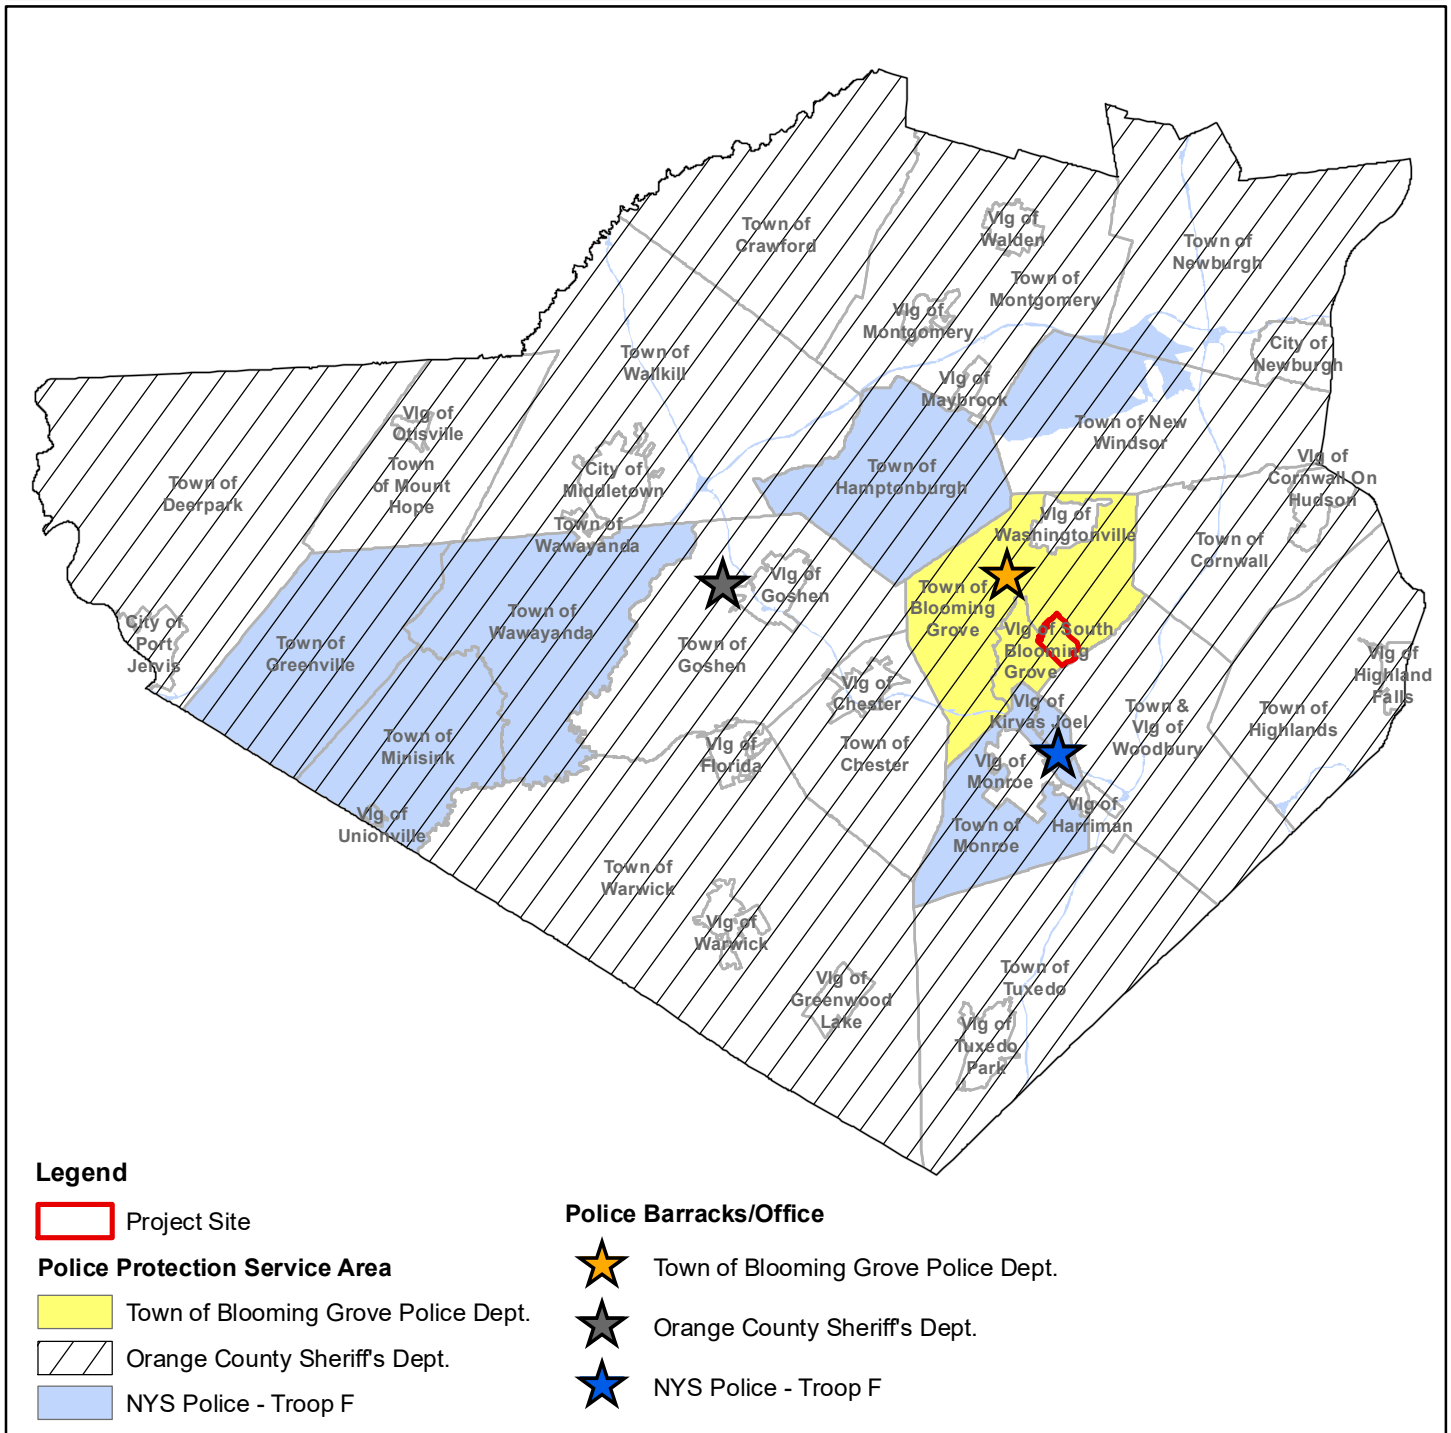 Town of
Crawford
Vlg of
Walden
Town of
Newburgh
Town of
Montgomery
Vlg of
Montgomery
City of
Newburgh
Town of
Wallkill
Vlg of
Maybrook
Vlg of
Otisville
Town of New
Windsor
Town
of Mount
Hope
City of
Middletown
Town of
Hamptonburgh
Vlg of
Cornwall On
Hudson
Town of
Deerpark
Vlg of
Washingtonville
Town of
Wawayanda
Town of
Cornwall
Vlg of
Goshen
Town of
Blooming
Grove
Town of
Wawayanda
City of
Port
Jervis
Town of
Greenville
Town of
Goshen
Vlg of South
Blooming
Grove
Vlg of
Highland
Falls
Vlg of
Chester
Vlg of
Kiryas Joel
Town &
Vlg of
Woodbury
Town of
Highlands
Town of
Minisink
Vlg of
Florida
Town of
Chester
Vlg of
Monroe
Vlg of
Harriman
Vlg of
Unionville
Town of
Monroe
Town of
Warwick
Vlg of
Warwick
Vlg of
Greenwood
Lake
Town of
Tuxedo
Vlg of
Tuxedo
Park
Legend
Project Site
Police Protection Service Area
Town of Blooming Grove Police Dept.
Orange County Sheriff's Dept.
NYS Police - Troop F
Police Barracks/Office
Town of Blooming Grove Police Dept.
Orange County Sheriff's Dept.
NYS Police - Troop F